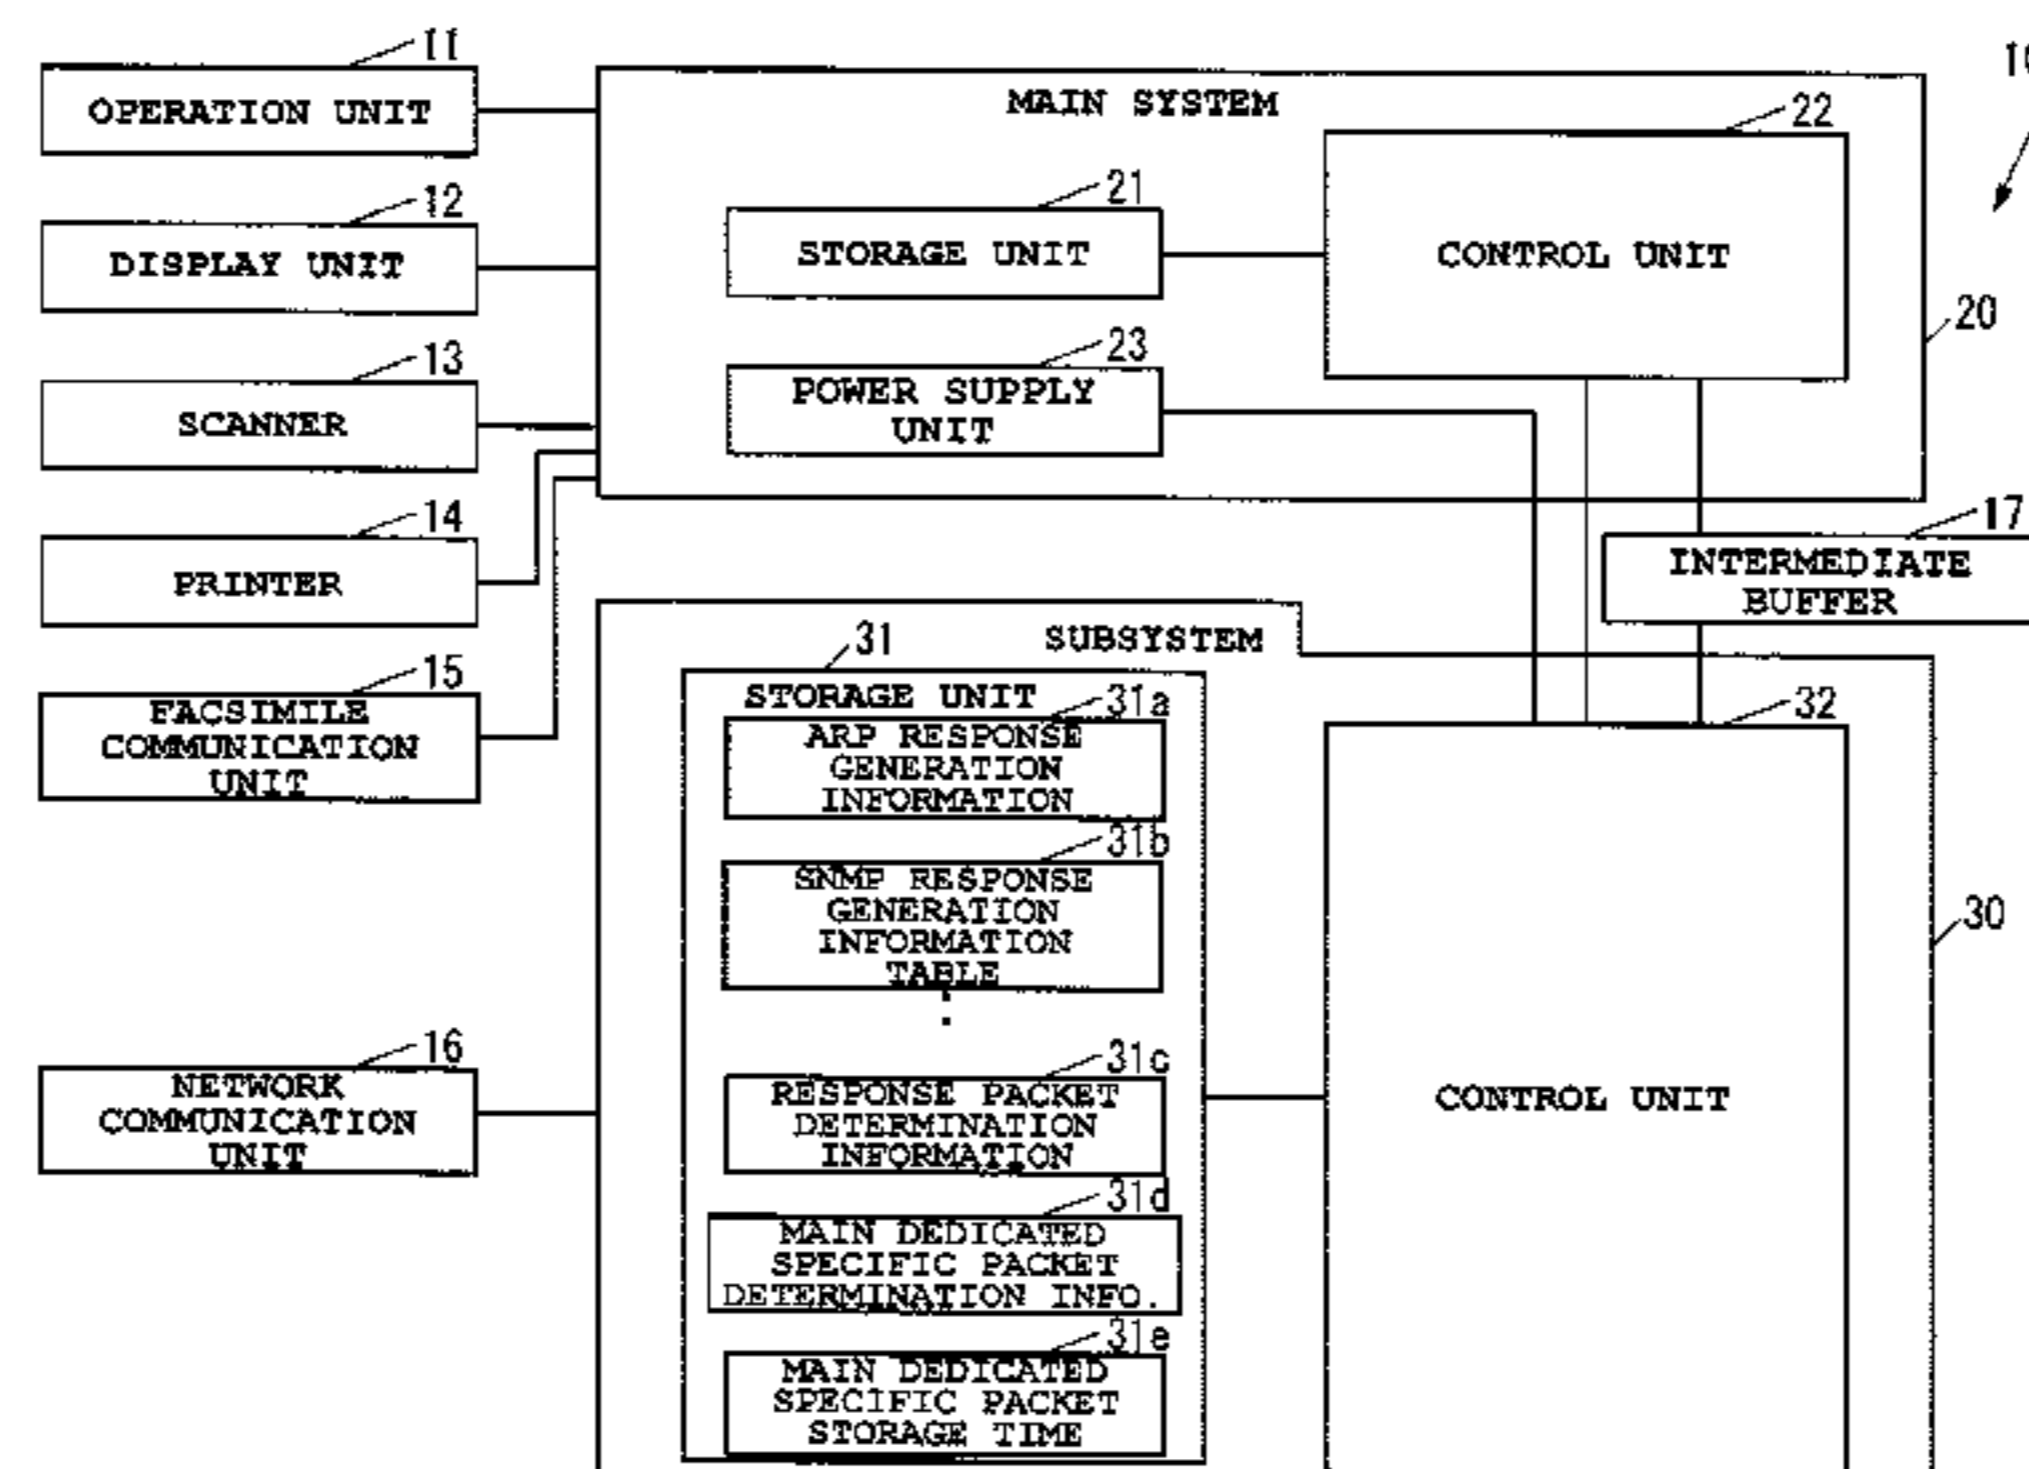 11
OPERATION UNIT
12
DISPLAY UNIT
13
SCANNER
14
PRINTER
15
FACSIMILE
COMMUNICATION
UNIT
16
NETWORK
COMMUNICATION
UNIT
MAIN SYSTEM
22
21
STORAGE UNIT
CONTROL UNIT
20
23
POWER SUPPLY
UNIT
17
INTERMEDIATE
BUFFER
SUBSYSTEM
31
STORAGE UNIT
31a
ARP RESPONSE
GENERATION
INFORMATION
31b
SNMP RESPONSE
GENERATION
INFORMATION
TABLE
31c
RESPONSE PACKET
DETERMINATION
INFORMATION
31d
MAIN DEDICATED
SPECIFIC PACKET
DETERMINATION INFO.
31e
MAIN DEDICATED
SPECIFIC PACKET
STORAGE TIME
32
CONTROL UNIT
30